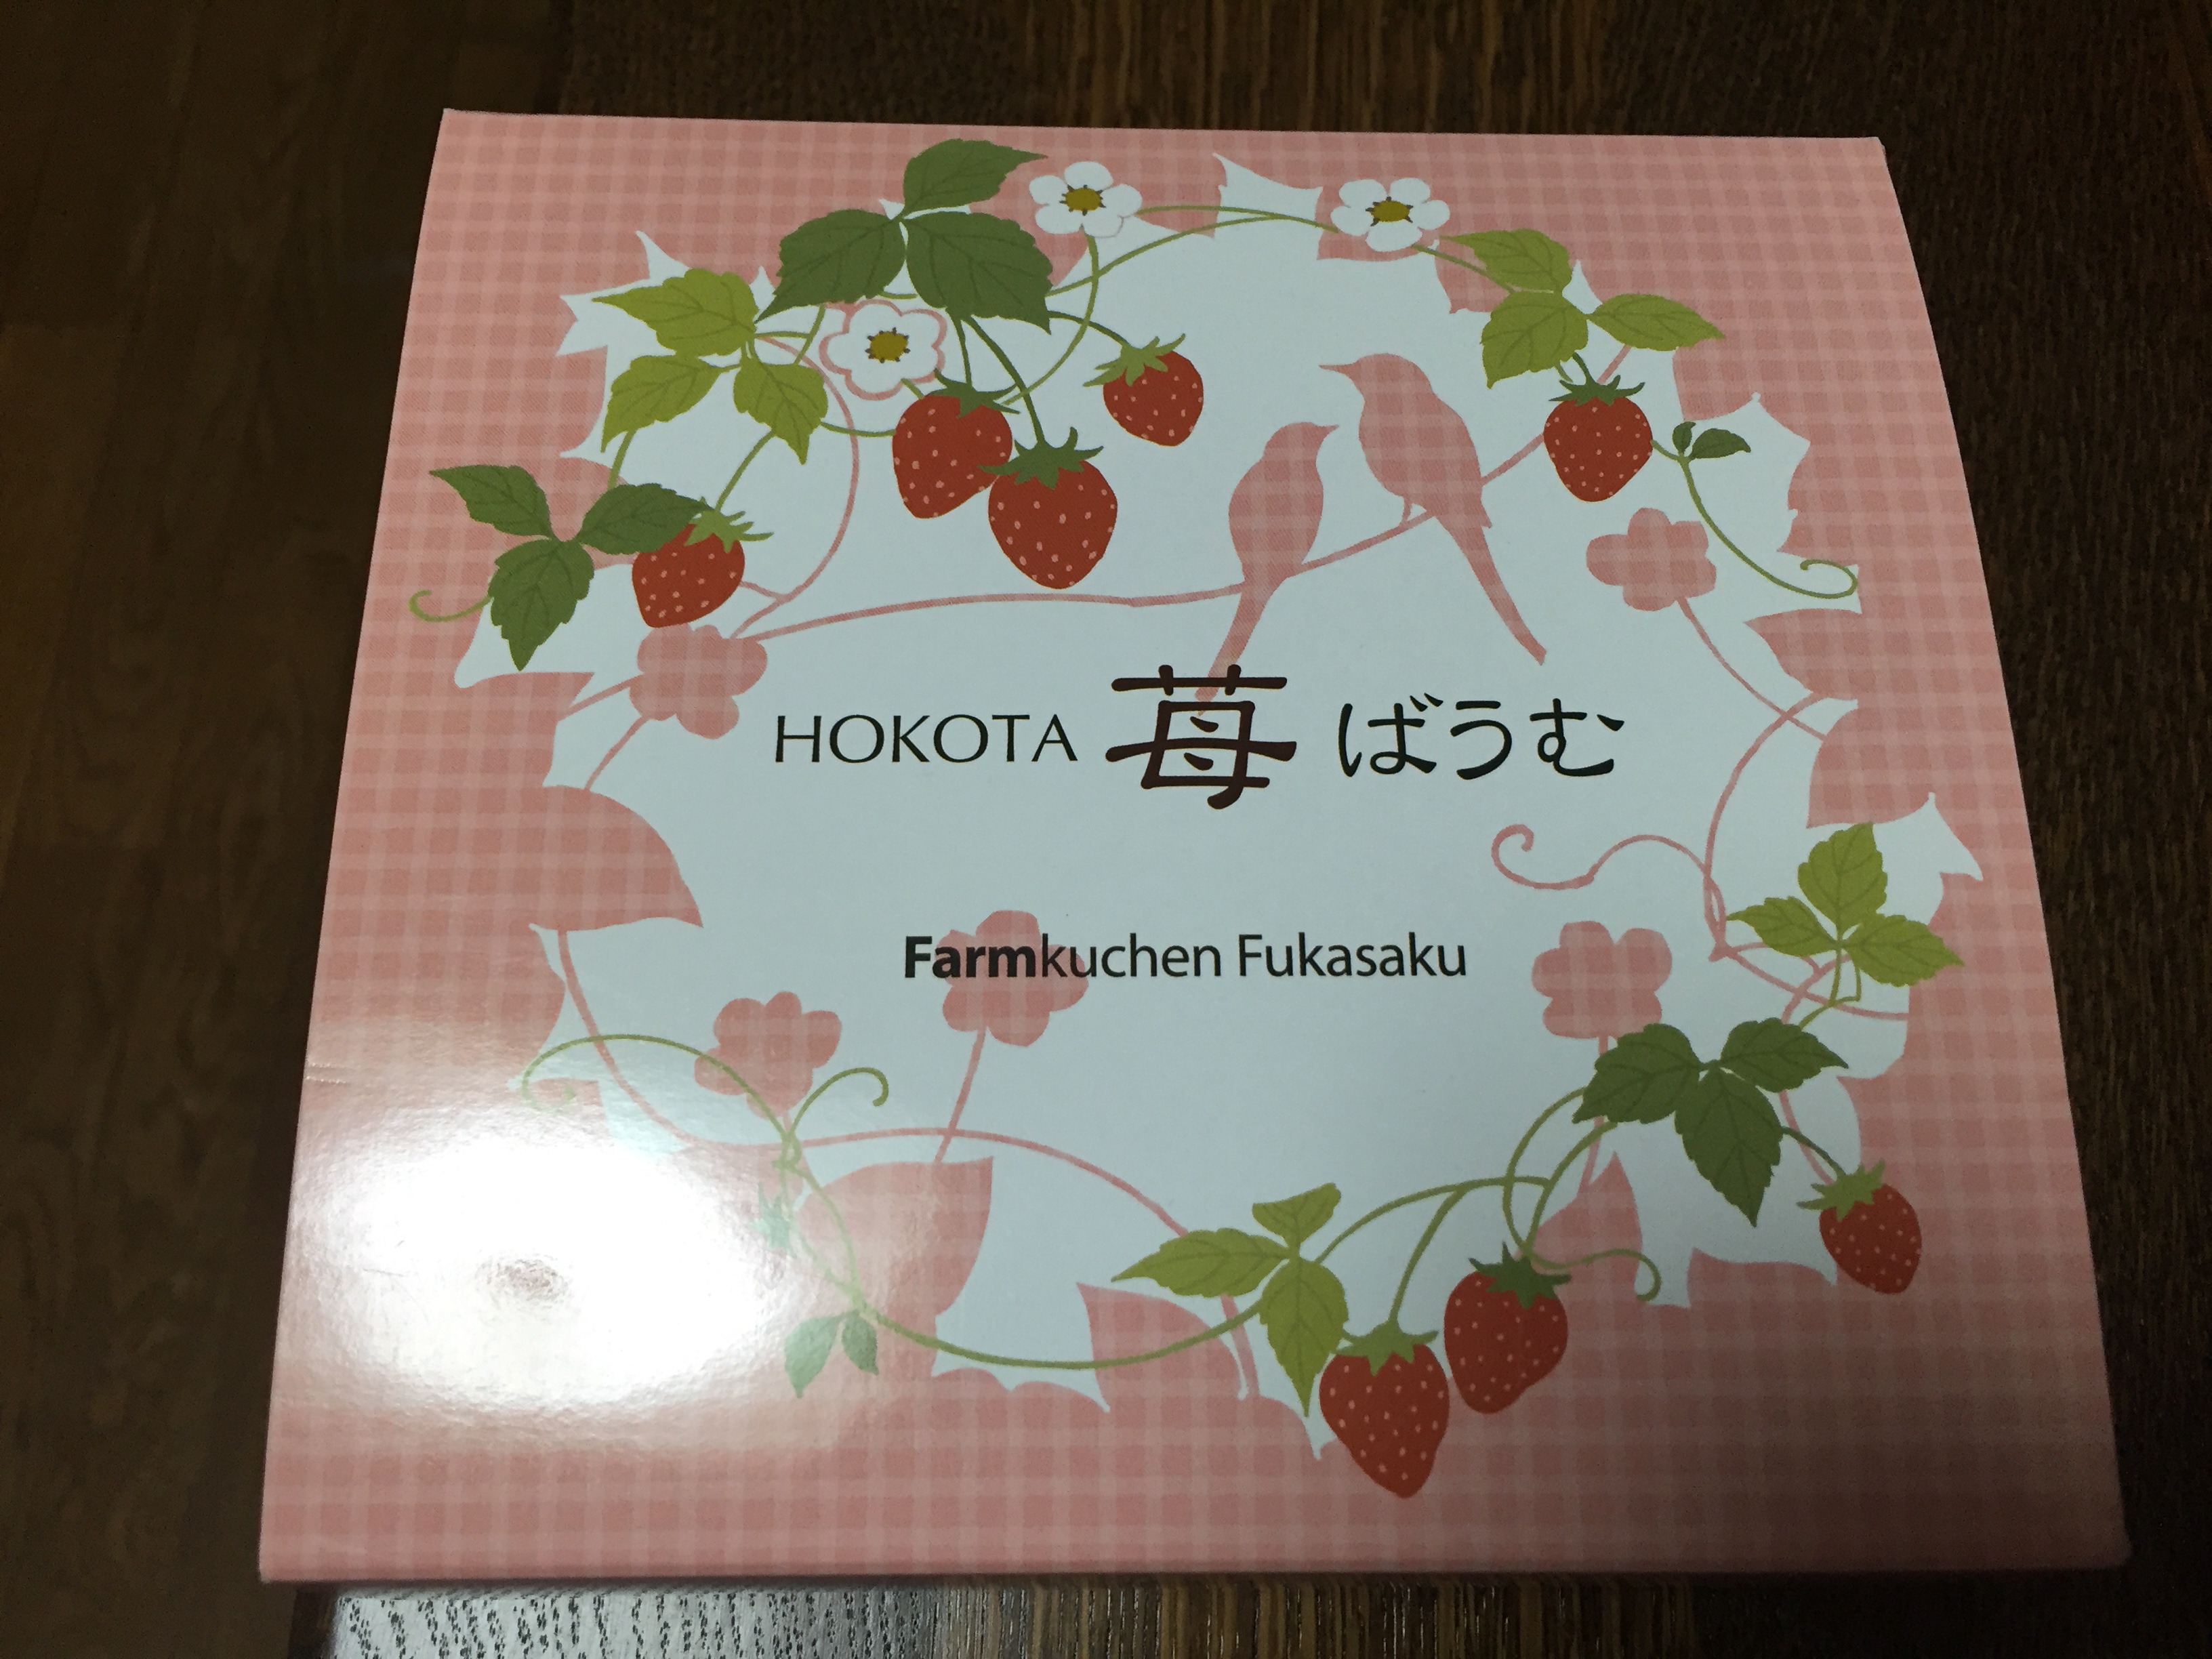 HOKOTA 苺 ばうむ
Farmkuchen Fukasaku